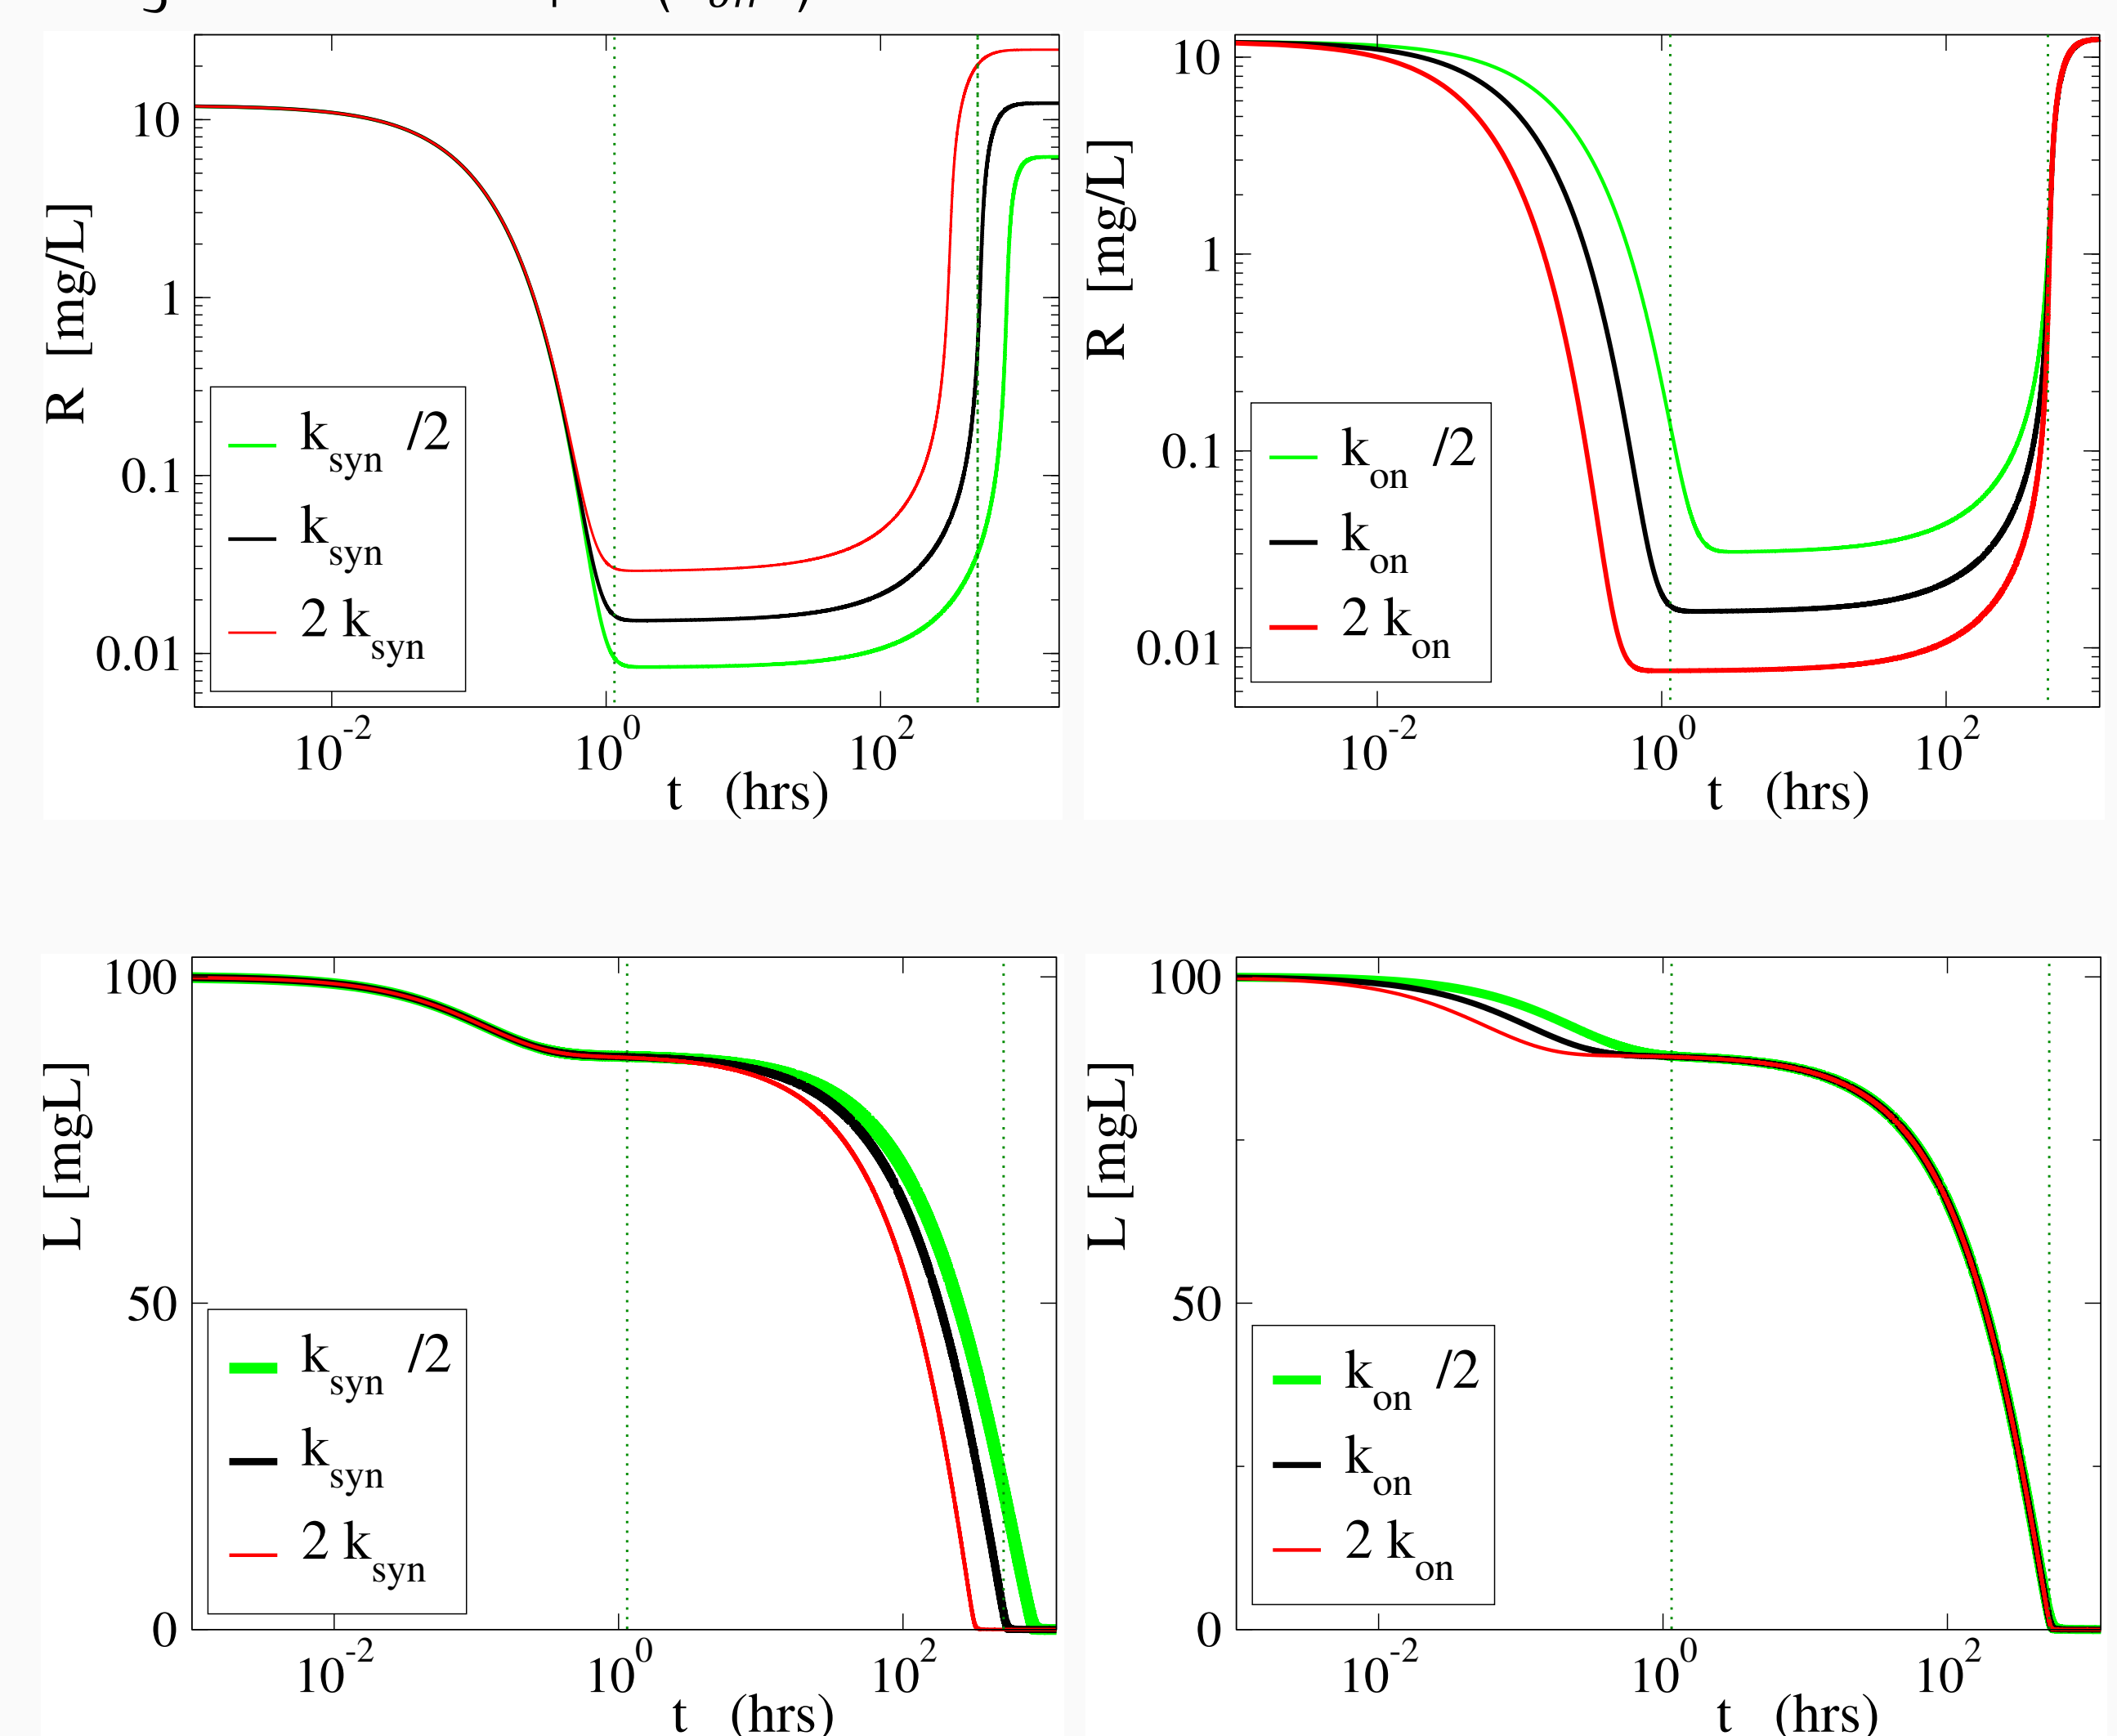 10
1
0.1
0.01
R [mg/L]
k_syn /2
k_syn
2 k_syn
10^-2 10^0 10^2
t (hrs)
10
1
0.1
0.01
R [mg/L]
k_on /2
k_on
2 k_on
10^-2 10^0 10^2
t (hrs)
100
50
0
L [mgL]
k_syn /2
k_syn
2 k_syn
10^-2 10^0 10^2
t (hrs)
100
50
0
L [mgL]
k_on /2
k_on
2 k_on
10^-2 10^0 10^2
t (hrs)